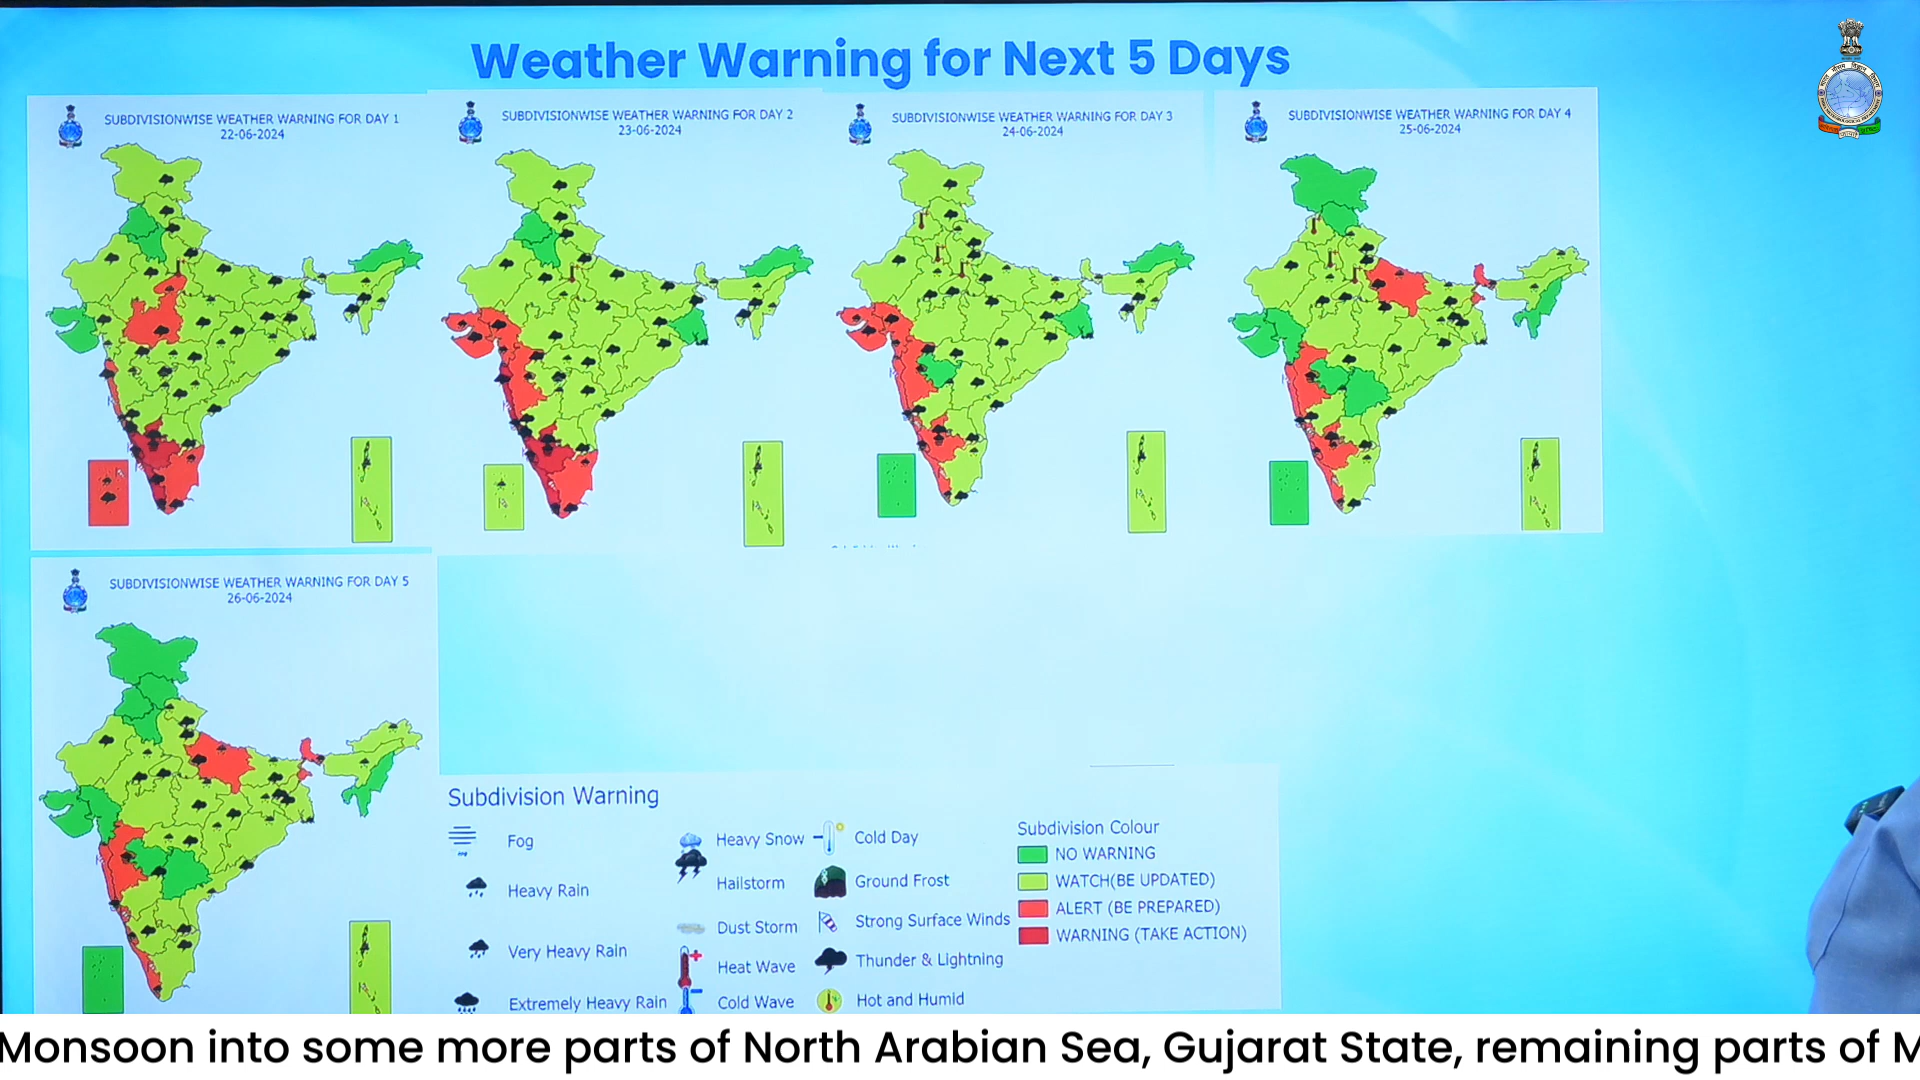 Weather Warning for Next 5 Days
SUBDIVISIONWISE WEATHER WARNING FOR DAY 1
22-06-2024
SUBDIVISIONWISE WEATHER WARNING FOR DAY 2
23-06-2024
SUBDIVISIONWISE WEATHER WARNING FOR DAY 3
24-06-2024
SUBDIVISIONWISE WEATHER WARNING FOR DAY 4
25-06-2024
SUBDIVISIONWISE WEATHER WARNING FOR DAY 5
26-06-2024
Subdivision Warning
Fog
Heavy Rain
Very Heavy Rain
Extremely Heavy Rain
Heavy Snow
Hailstorm
Dust Storm
Heat Wave
Cold Wave
Cold Day
Ground Frost
Strong Surface Winds
Thunder & Lightning
Hot and Humid
Subdivision Colour
NO WARNING
WATCH(BE UPDATED)
ALERT (BE PREPARED)
WARNING (TAKE ACTION)
Monsoon into some more parts of North Arabian Sea, Gujarat State, remaining parts of M